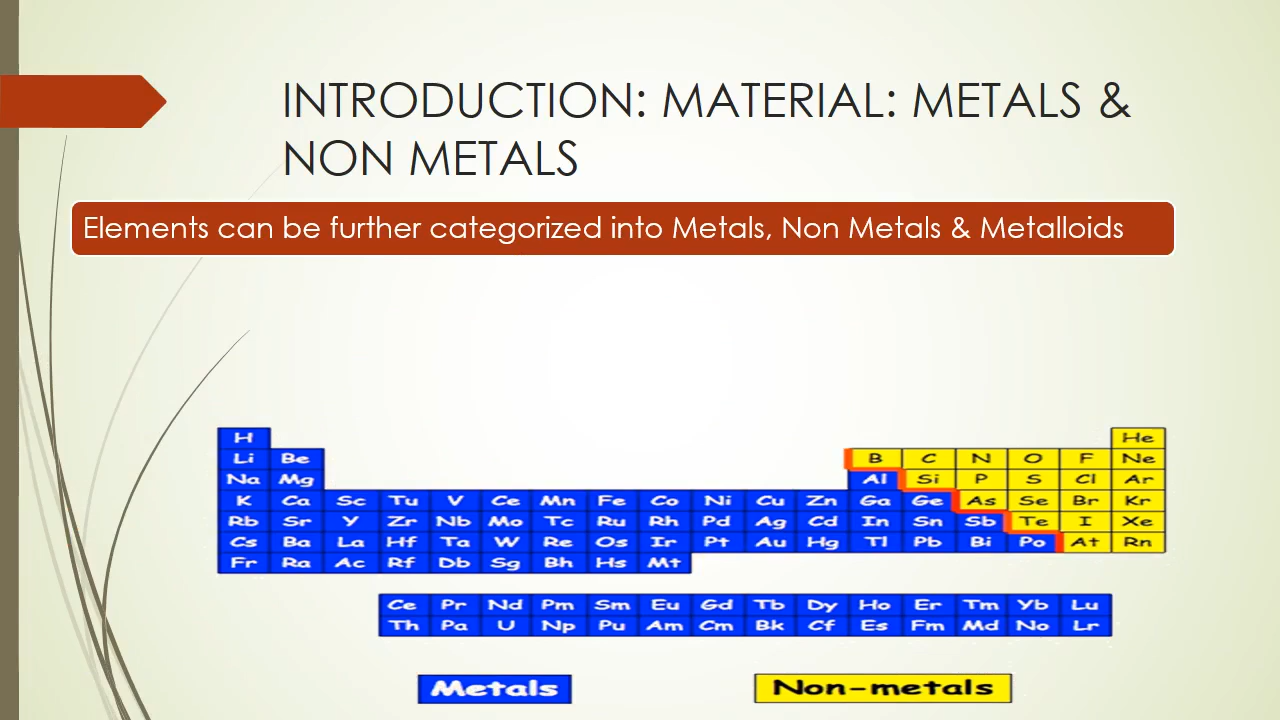 INTRODUCTION: MATERIAL: METALS &
NON METALS
Elements can be further categorized into Metals, Non Metals & Metalloids
H He
Li Be B C N O F Ne
Na Mg Al Si P S Cl Ar
K Ca Sc Tu V Ce Mn Fe Co Ni Cu Zn Ga Ge As Se Br Kr
Rb Sr Y Zr Nb Mo Tc Ru Rh Pd Ag Cd In Sn Sb Te I Xe
Cs Ba La Hf Ta W Re Os Ir Pt Au Hg Tl Pb Bi Po At Rn
Fr Ra Ac Rf Db Sg Bh Hs Mt
Ce Pr Nd Pm Sm Eu Gd Tb Dy Ho Er Tm Yb Lu
Th Pa U Np Pu Am Cm Bk Cf Es Fm Md No Lr
Metals Non-metals